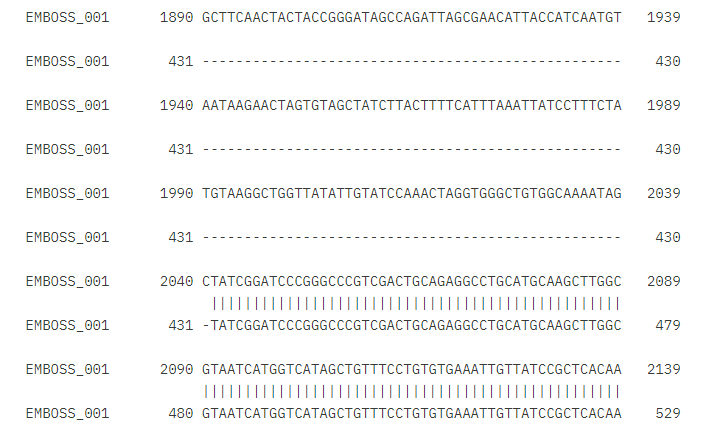 EMBOSS_001 1890 GCTTCAACTACTACCGGGATAGCCAGATTAGCGAACATTACCATCAATGT 1939
EMBOSS_001 431 -------------------------------------------------- 430
EMBOSS_001 1940 AATAAGAACTAGTGTAGCTATCTTACTTTTCATTTAAATTATCCTTTCTA 1989
EMBOSS_001 431 -------------------------------------------------- 430
EMBOSS_001 1990 TGTAAGGCTGGTTATATTGTATCCAAACTAGGTGGGCTGTGGCAAAATAG 2039
EMBOSS_001 431 -------------------------------------------------- 430
EMBOSS_001 2040 CTATCGGATCCCGGGCCCGTCGACTGCAGAGGCCTGCATGCAAGCTTGGC 2089
|||||||||||||||||||||||||||||||||||||||||||||||||
EMBOSS_001 431 -TATCGGATCCCGGGCCCGTCGACTGCAGAGGCCTGCATGCAAGCTTGGC 479
EMBOSS_001 2090 GTAATCATGGTCATAGCTGTTTCCTGTGTGAAATTGTTATCCGCTCACAA 2139
||||||||||||||||||||||||||||||||||||||||||||||||||
EMBOSS_001 480 GTAATCATGGTCATAGCTGTTTCCTGTGTGAAATTGTTATCCGCTCACAA 529